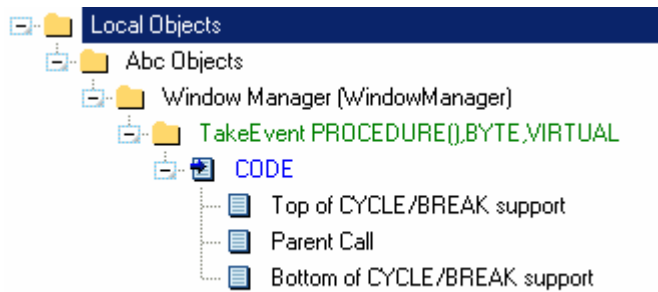 Local Objects
Abc Objects
Window Manager (WindowManager)
TakeEvent PROCEDURE(),BYTE,VIRTUAL
CODE
Top of CYCLE/BREAK support
Parent Call
Bottom of CYCLE/BREAK support